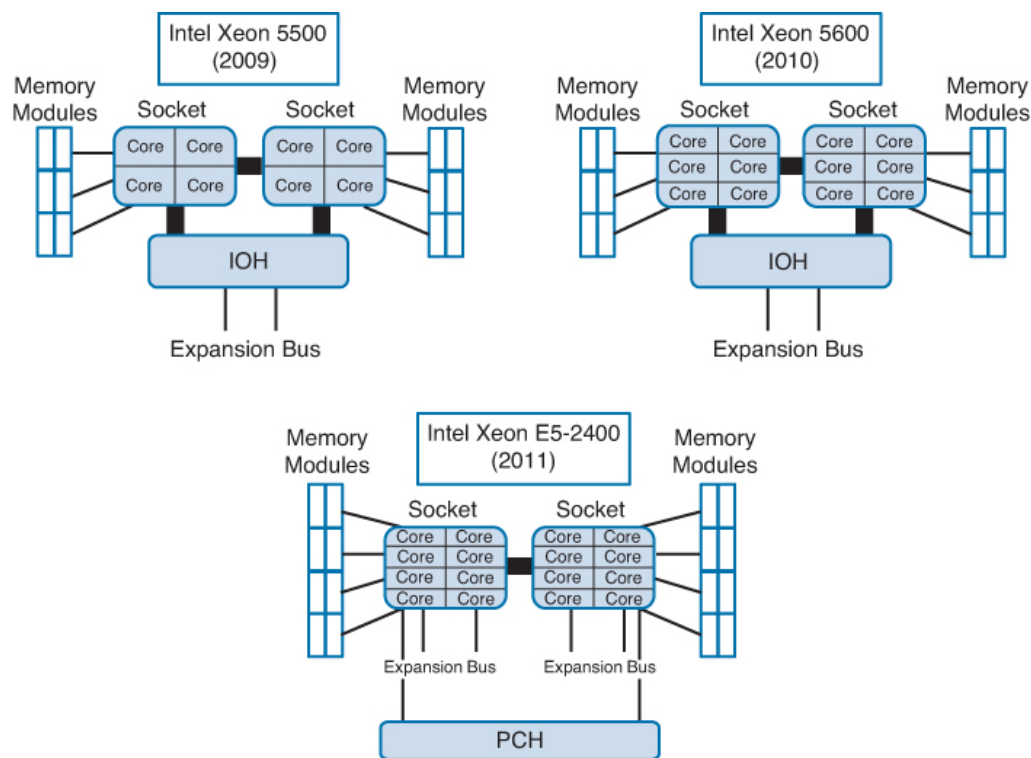 Intel Xeon 5500
(2009)
Memory
Modules
Socket
Socket
Memory
Modules
Core Core Core Core
Core Core Core Core
IOH
Expansion Bus
Intel Xeon 5600
(2010)
Memory
Modules
Socket
Socket
Memory
Modules
Core Core Core Core
Core Core Core Core
Core Core Core Core
IOH
Expansion Bus
Intel Xeon E5-2400
(2011)
Memory
Modules
Socket
Socket
Memory
Modules
Core Core Core Core
Core Core Core Core
Core Core Core Core
Core Core Core Core
Expansion Bus
Expansion Bus
PCH